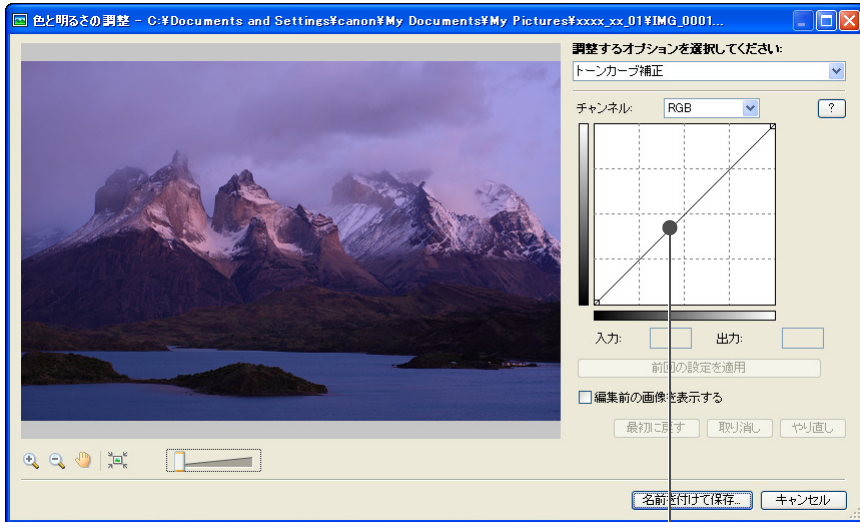 色と明るさの調整 - C:¥Documents and Settings¥canon¥My Documents¥My Pictures¥xxxx_xx_01¥IMG_0001...
調整するオプションを選択してください:
トーンカーブ補正
チャンネル: RGB ?
入力: 出力:
前回の設定を適用
編集前の画像を表示する
最初に戻す 取り消し やり直し
名前を付けて保存... キャンセル